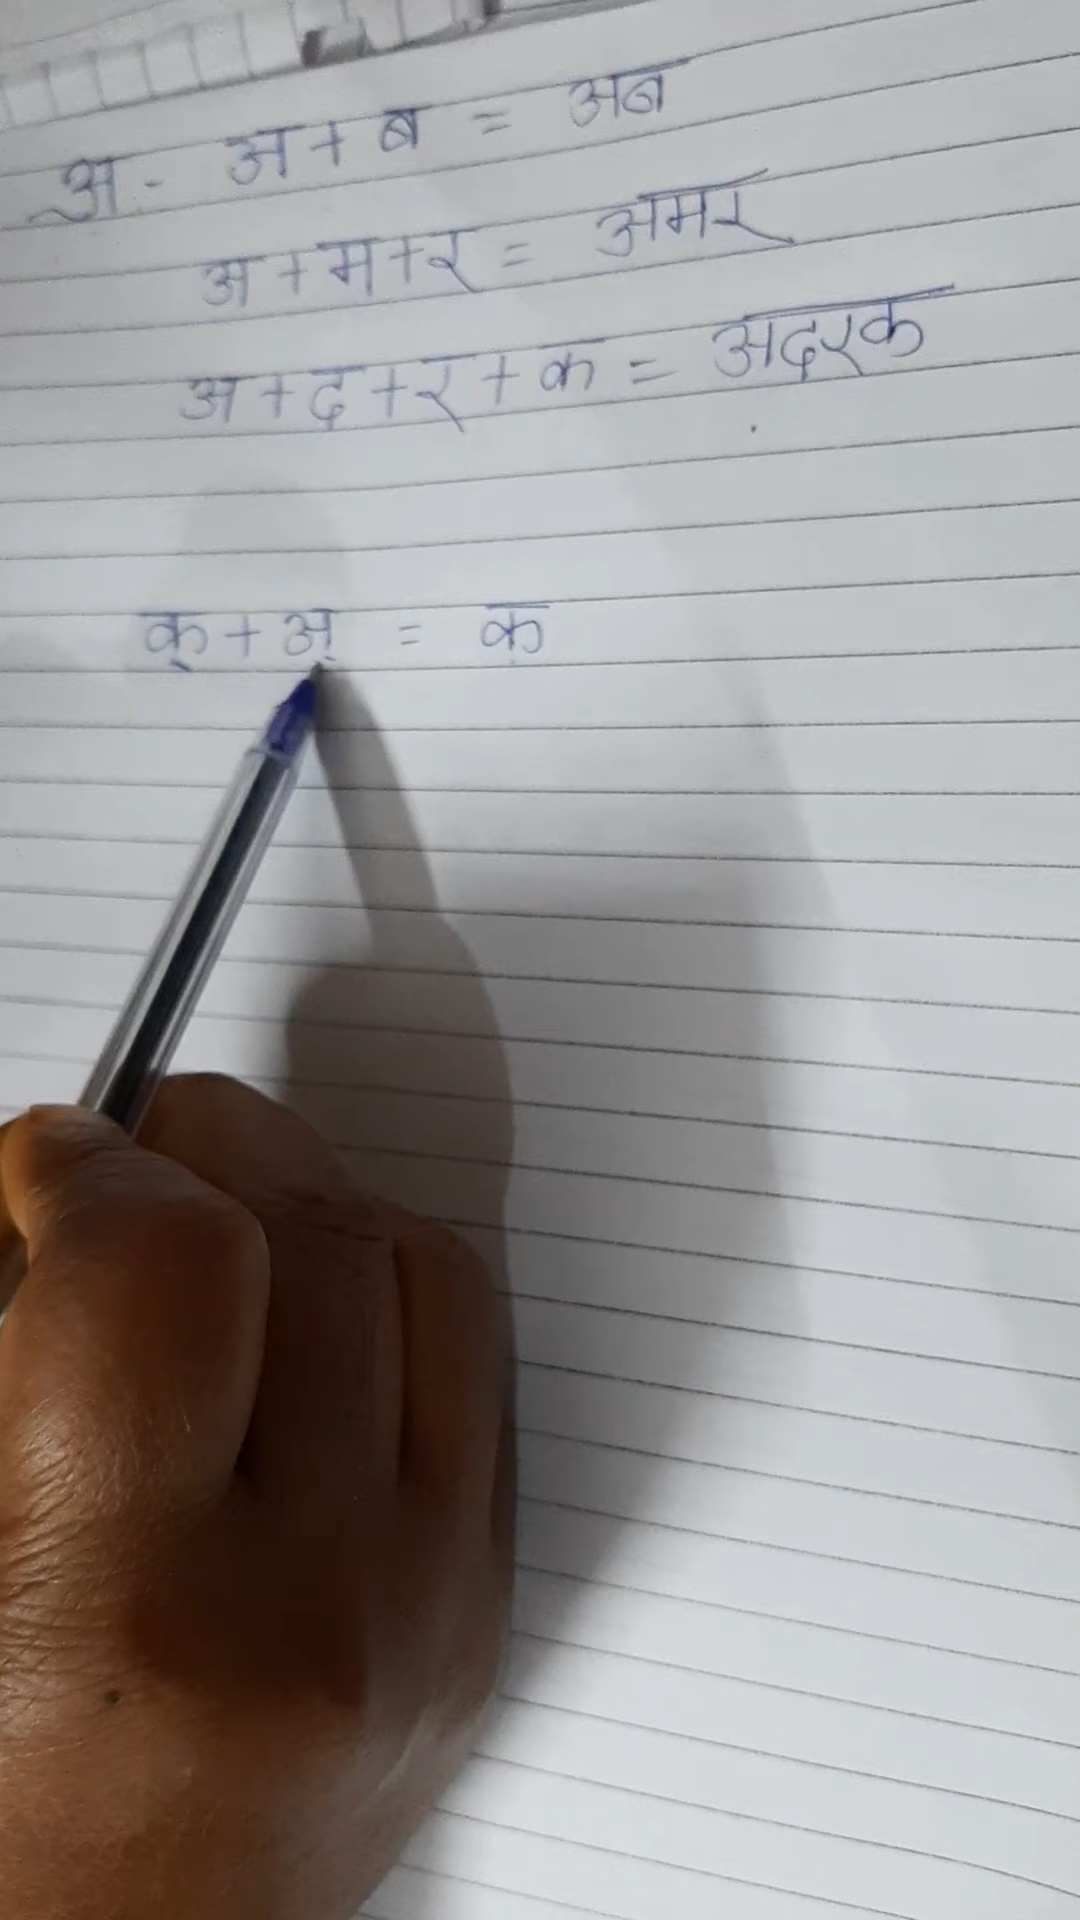 अ - अ + ब = अब
अ + म + र = अमर
अ + द + र + क = अदरक
क् + अ् = क